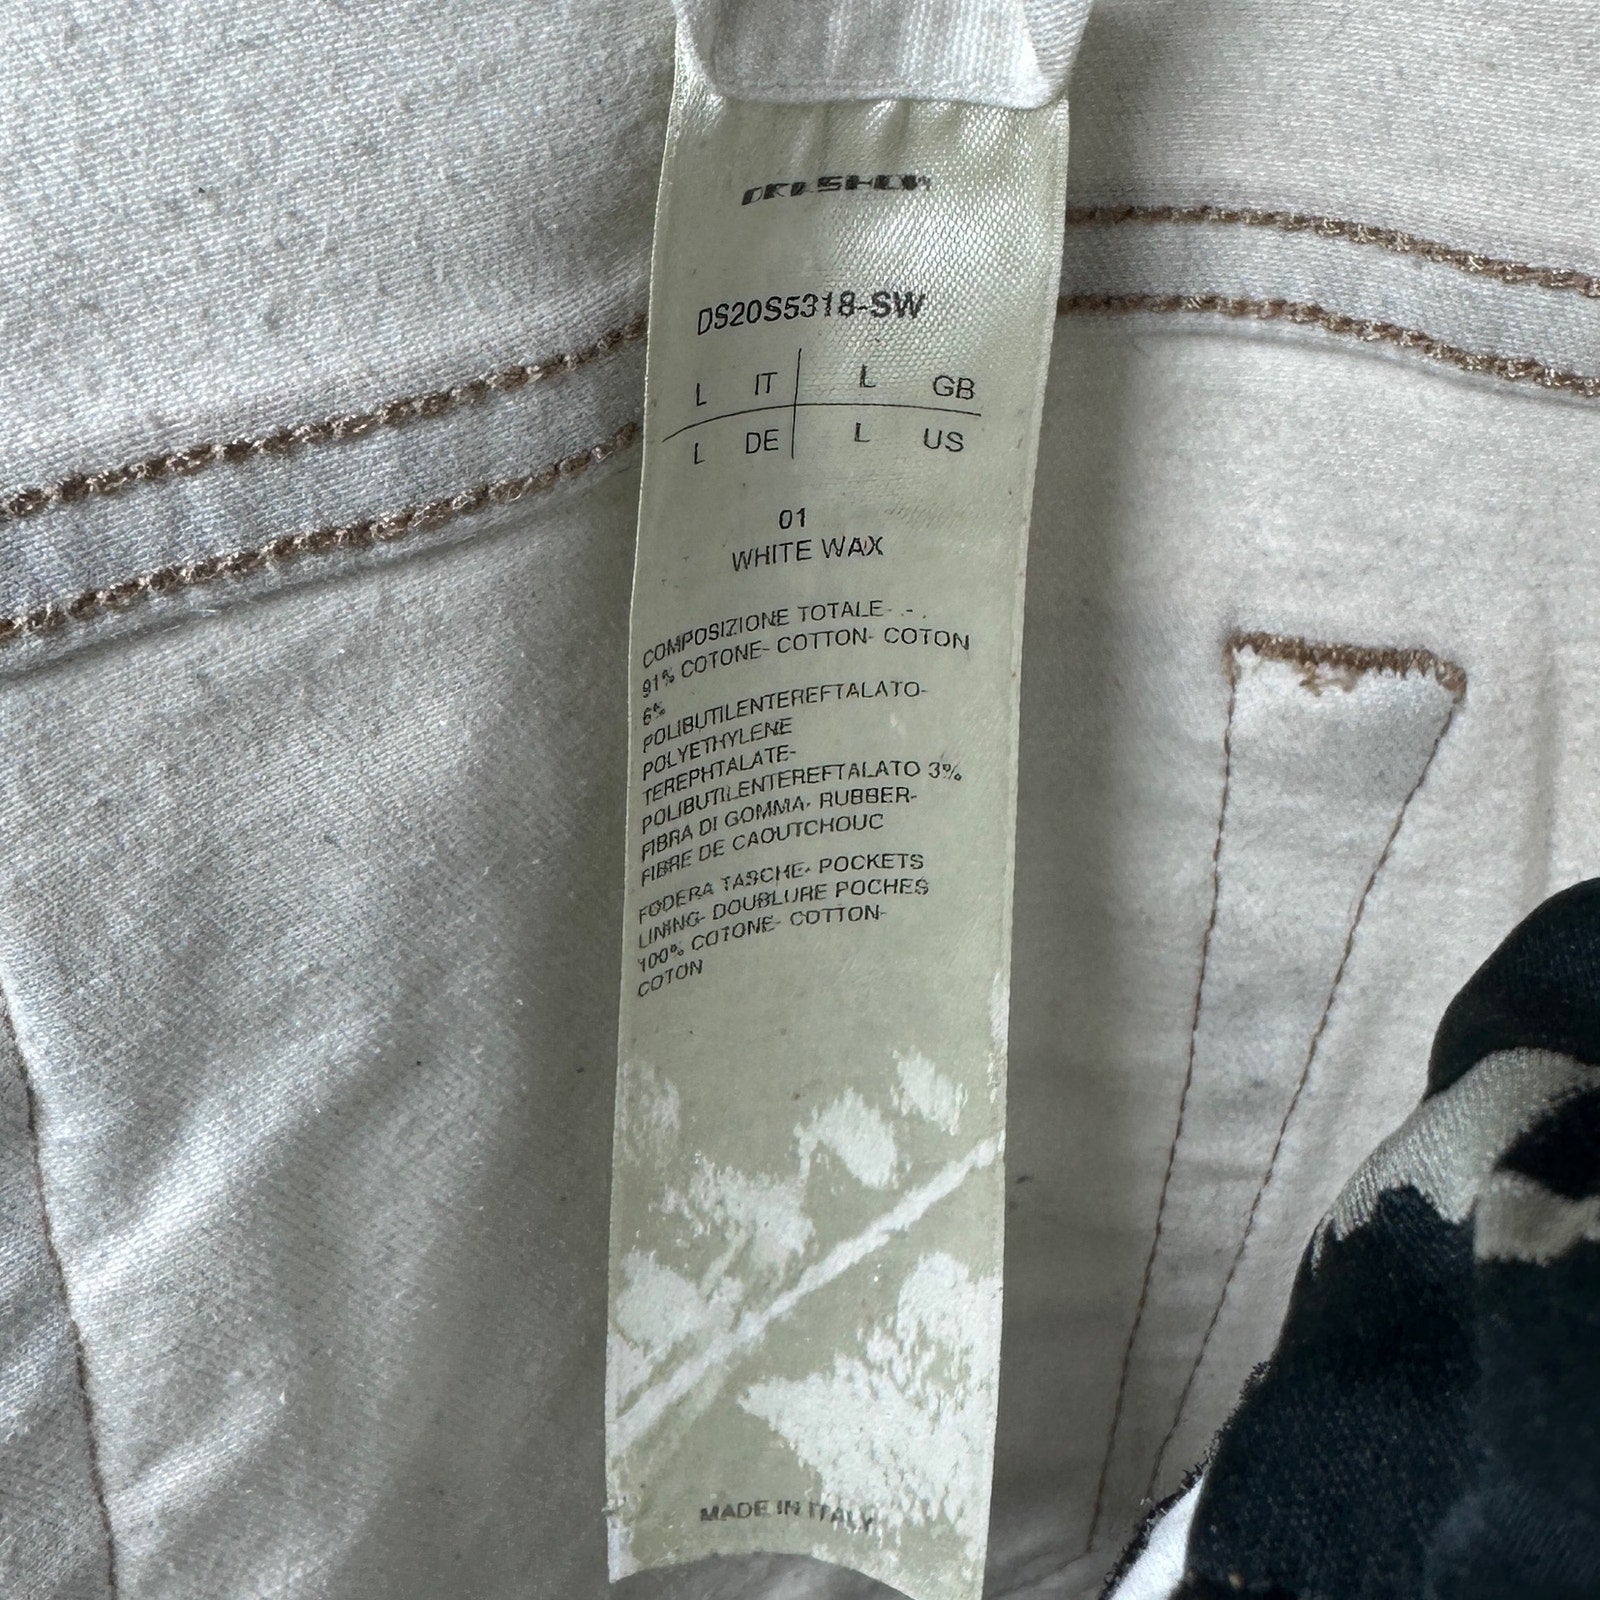 DRKSHDW
DS20S5318-SW
L IT L GB
L DE L US
01
WHITE WAX
COMPOSIZIONE TOTALE- -
91% COTONE- COTTON- COTON
6%
POLIBUTILENTEREFTALATO-
POLYETHYLENE
TEREPHTALATE-
POLIBUTILENTEREFTALATO 3%
FIBRA DI GOMMA- RUBBER-
FIBRE DE CAOUTCHOUC
FODERA TASCHE- POCKETS
LINING- DOUBLURE POCHES
100% COTONE- COTTON-
COTON
MADE IN ITALY